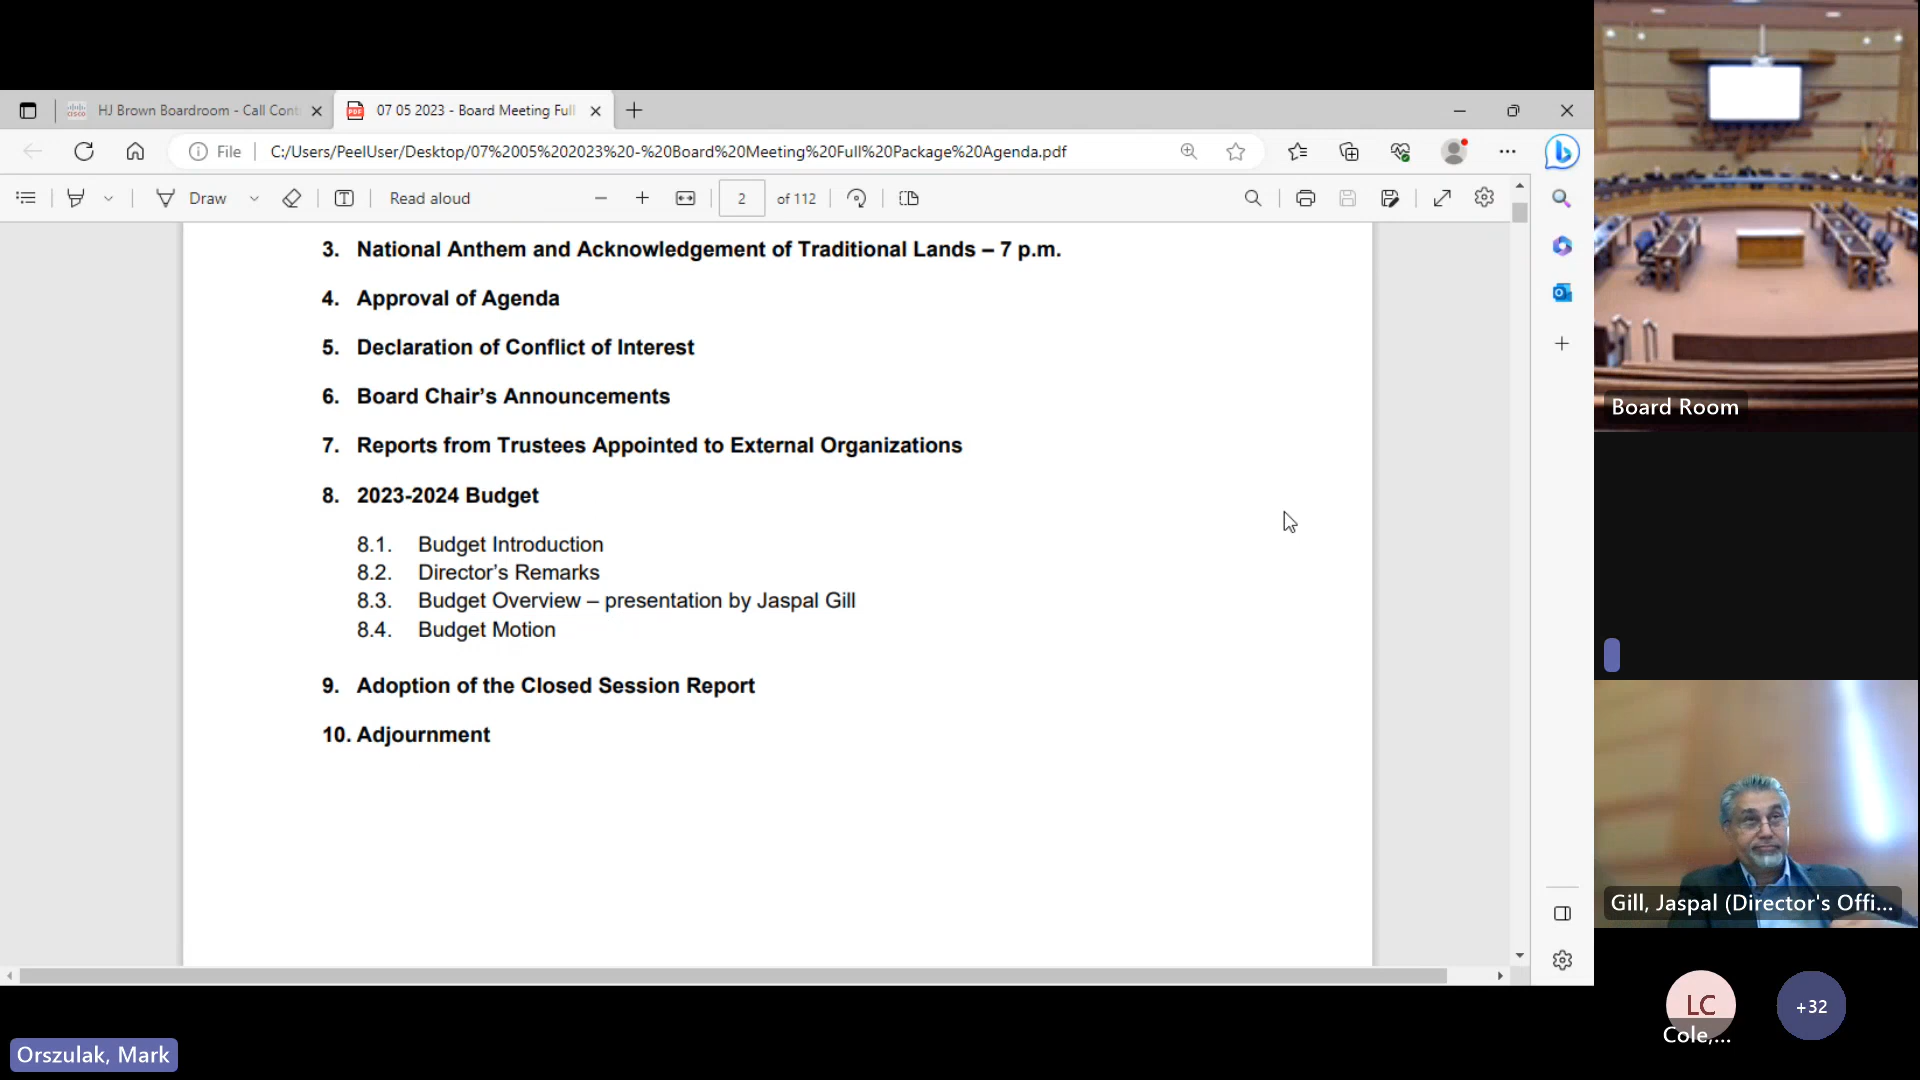 HJ Brown Boardroom - Call Cont
07 05 2023 - Board Meeting Full
File
C:/Users/PeelUser/Desktop/07%2005%202023%20-%20Board%20Meeting%20Full%20Package%20Agenda.pdf
Draw
Read aloud
2
of 112
3. National Anthem and Acknowledgement of Traditional Lands – 7 p.m.
4. Approval of Agenda
5. Declaration of Conflict of Interest
6. Board Chair’s Announcements
7. Reports from Trustees Appointed to External Organizations
8. 2023-2024 Budget
8.1. Budget Introduction
8.2. Director’s Remarks
8.3. Budget Overview – presentation by Jaspal Gill
8.4. Budget Motion
9. Adoption of the Closed Session Report
10. Adjournment
Board Room
Gill, Jaspal (Director's Offi...
LC
Cole,...
+32
Orszulak, Mark